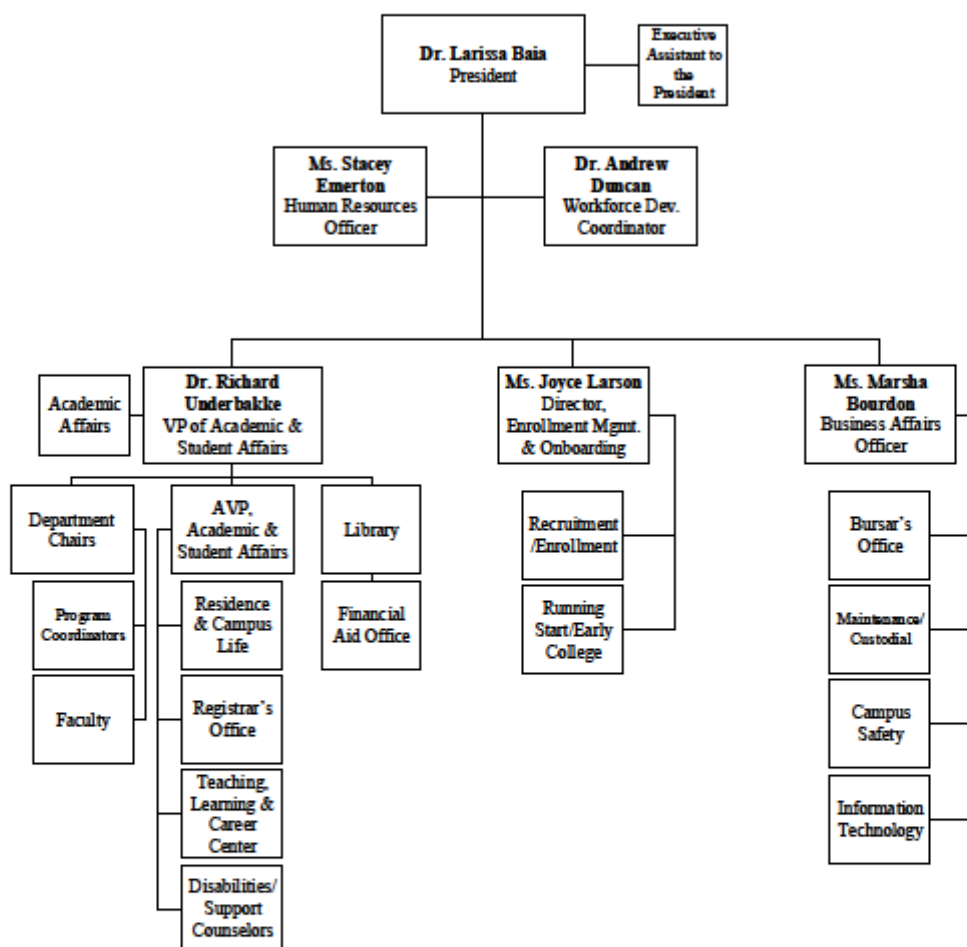 Dr. Larissa Baia
President
Executive
Assistant to
the
President
Ms. Stacey
Emerton
Human Resources
Officer
Dr. Andrew
Duncan
Workforce Dev.
Coordinator
Academic
Affairs
Dr. Richard
Underbakke
VP of Academic &
Student Affairs
Ms. Joyce Larson
Director,
Enrollment Mgmt.
& Onboarding
Ms. Marsha
Bourdon
Business Affairs
Officer
Department
Chairs
AVP,
Academic &
Student Affairs
Library
Recruitment
/Enrollment
Bursar's
Office
Program
Coordinators
Residence
& Campus
Life
Financial
Aid Office
Running
Start/Early
College
Maintenance/
Custodial
Faculty
Registrar's
Office
Campus
Safety
Teaching,
Learning &
Career
Center
Information
Technology
Disabilities/
Support
Counselors